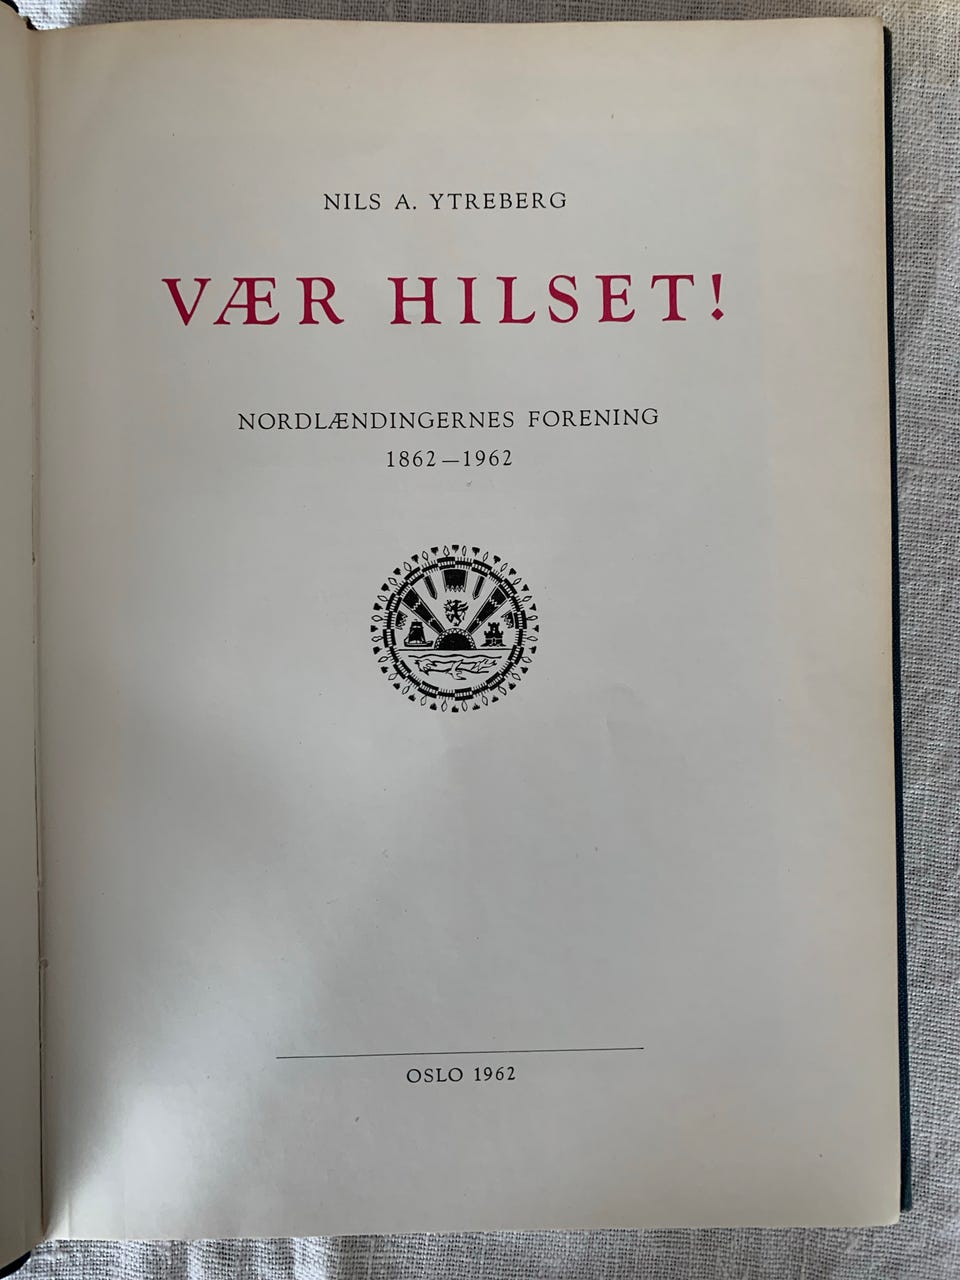 NILS A. YTREBERG
VÆR HILSET!
NORDLÆNDINGERNES FORENING
1862—1962
OSLO 1962